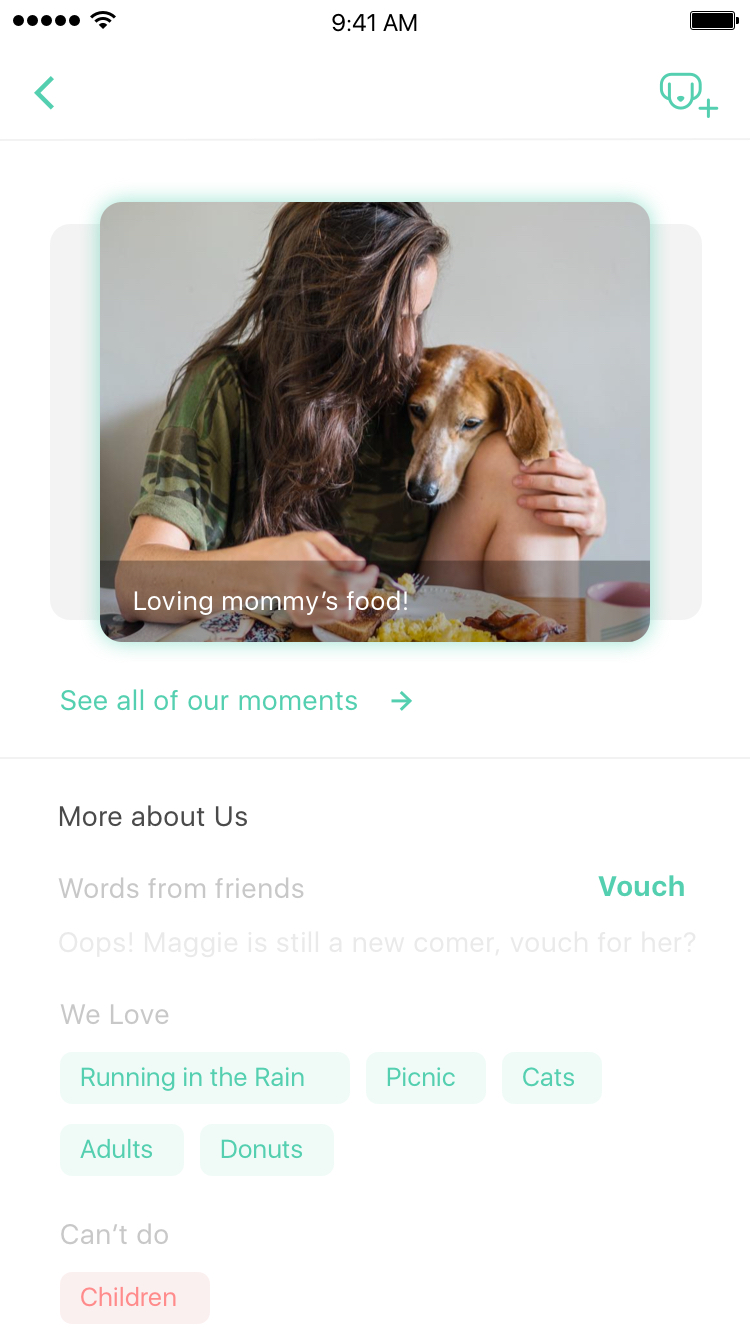 9:41 AM
Loving mommy’s food!
See all of our moments →
More about Us
Words from friends
Vouch
Oops! Maggie is still a new comer, vouch for her?
We Love
Running in the Rain Picnic Cats
Adults Donuts
Can’t do
Children